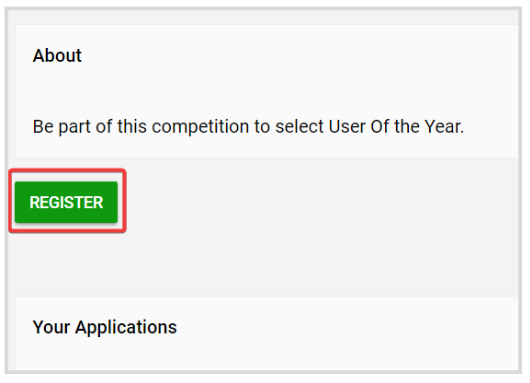 About
Be part of this competition to select User Of the Year.
REGISTER
Your Applications